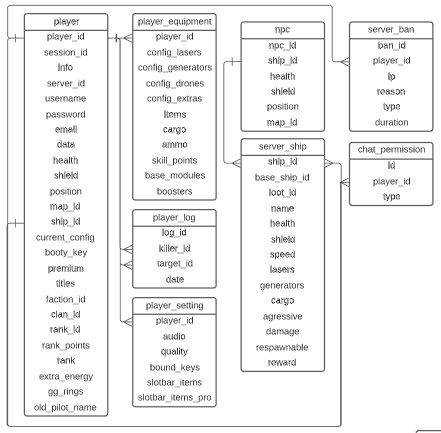 player
player_id
session_id
info
server_id
username
password
email
data
health
shield
position
map_id
ship_id
current_config
booty_key
premium
titles
faction_id
clan_id
rank_id
rank_points
rank
extra_energy
gg_rings
old_pilot_name
player_equipment
player_id
config_lasers
config_generators
config_drones
config_extras
items
cargo
ammo
skill_points
base_modules
boosters
player_log
log_id
killer_id
target_id
date
player_setting
player_id
audio
quality
bound_keys
slotbar_items
slotbar_items_pro
npc
npc_id
ship_id
health
shield
position
map_id
server_ship
ship_id
base_ship_id
loot_id
name
health
shield
speed
lasers
generators
cargo
agressive
damage
respawnable
reward
server_ban
ban_id
player_id
ip
reason
type
duration
chat_permission
id
player_id
type